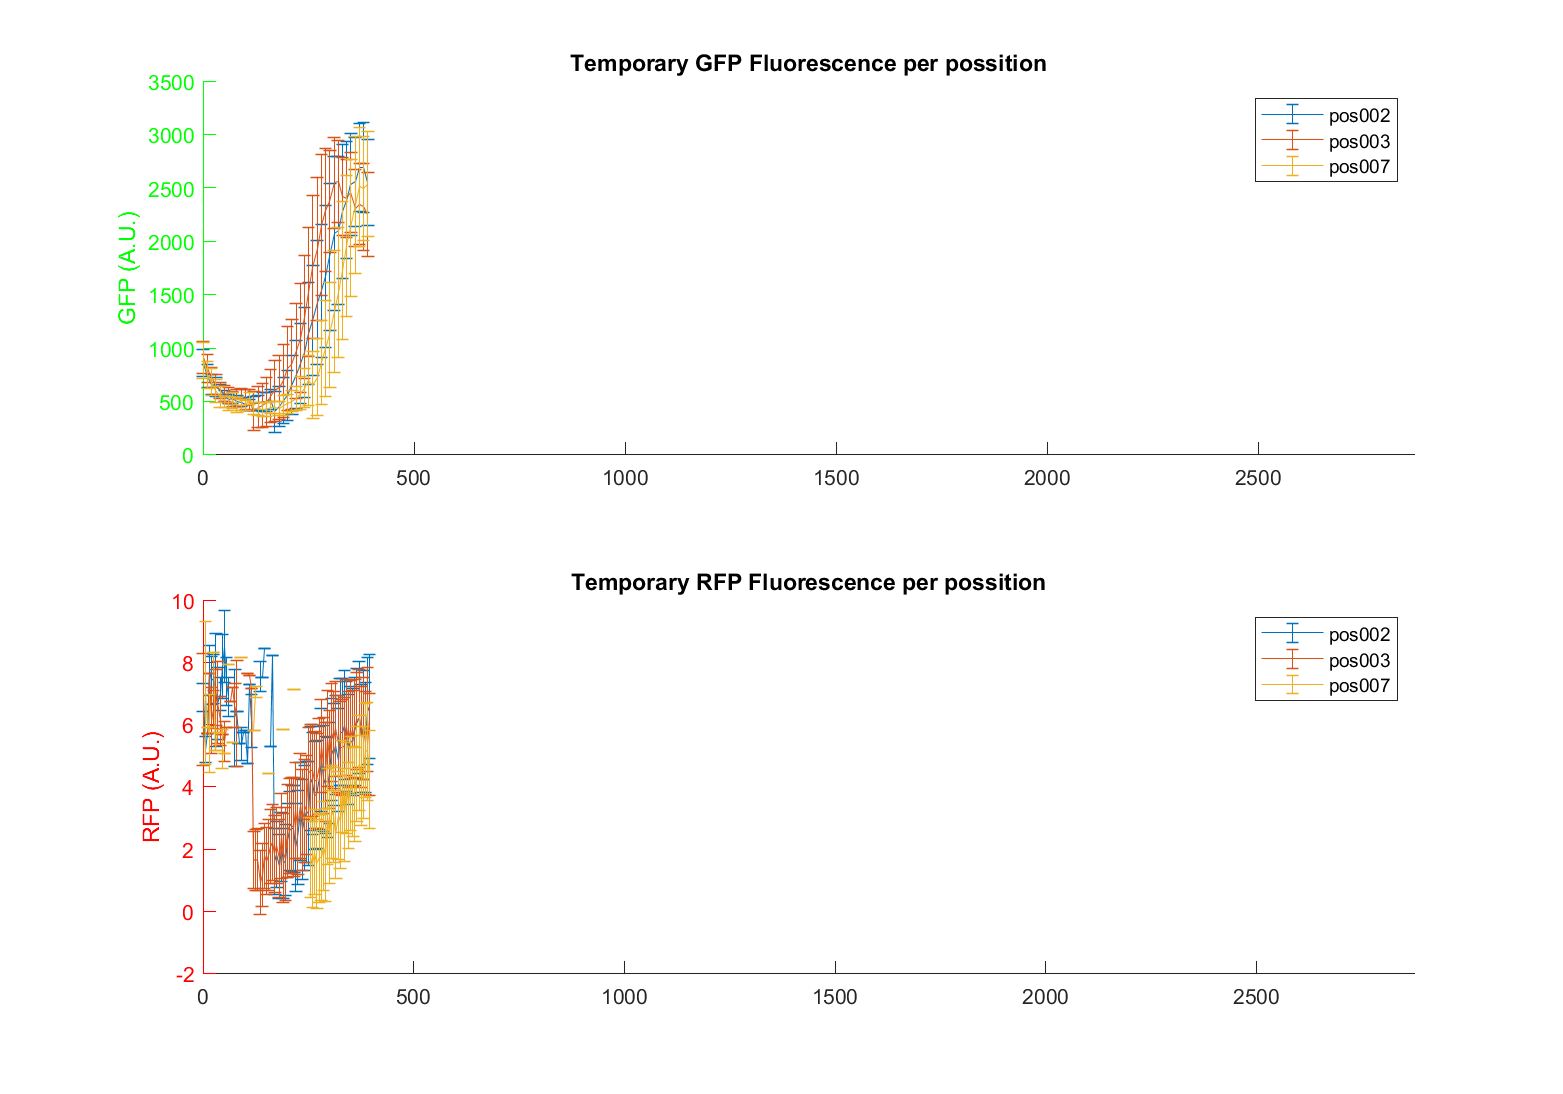 Temporary GFP Fluorescence per possition
3500
3000
2500
2000
1500
1000
500
0
GFP (A.U.)
pos002
pos003
pos007
0 500 1000 1500 2000 2500
Temporary RFP Fluorescence per possition
10
8
6
4
2
0
-2
RFP (A.U.)
pos002
pos003
pos007
0 500 1000 1500 2000 2500